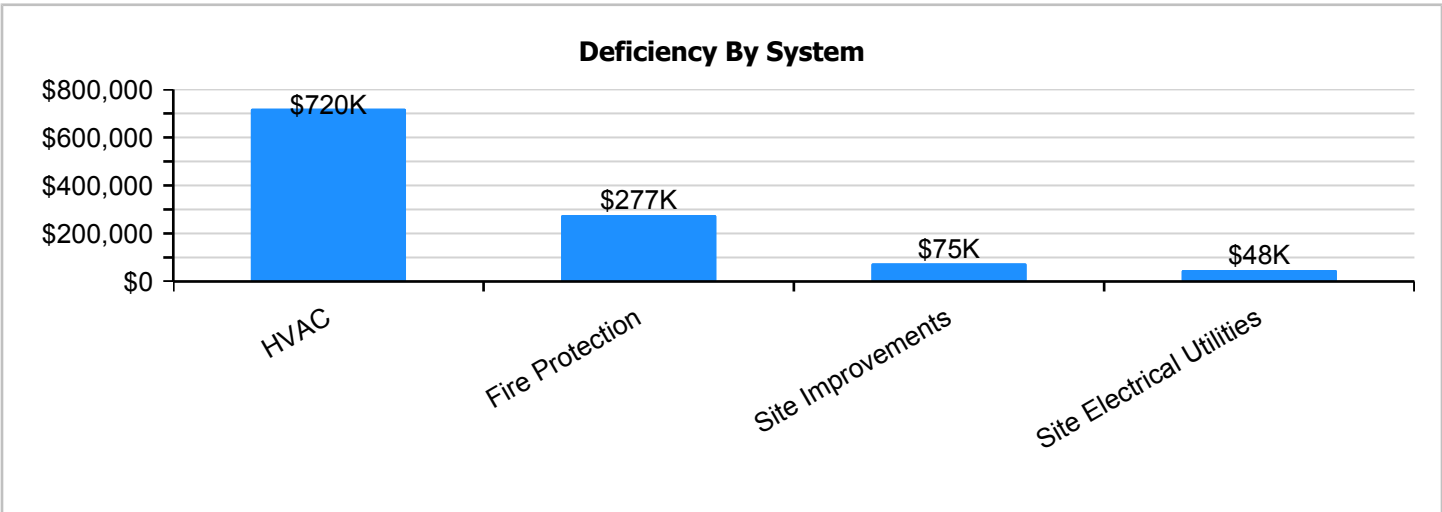 Deficiency By System
$800,000
$600,000
$400,000
$200,000
$0
$720K
$277K
$75K
$48K
HVAC
Fire Protection
Site Improvements
Site Electrical Utilities